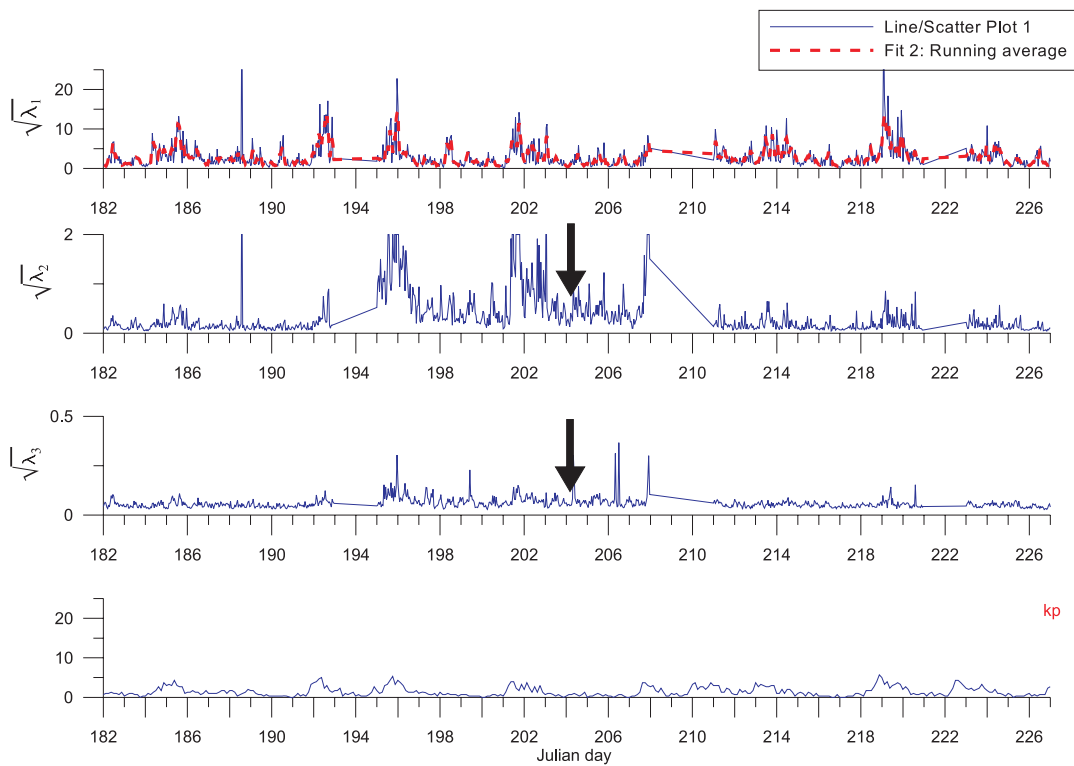 Line/Scatter Plot 1
Fit 2: Running average
√λ₁
20
10
0
182 186 190 194 198 202 206 210 214 218 222 226
√λ₂
2
0
182 186 190 194 198 202 206 210 214 218 222 226
√λ₃
0.5
0
182 186 190 194 198 202 206 210 214 218 222 226
kp
20
10
0
182 186 190 194 198 202 206 210 214 218 222 226
Julian day